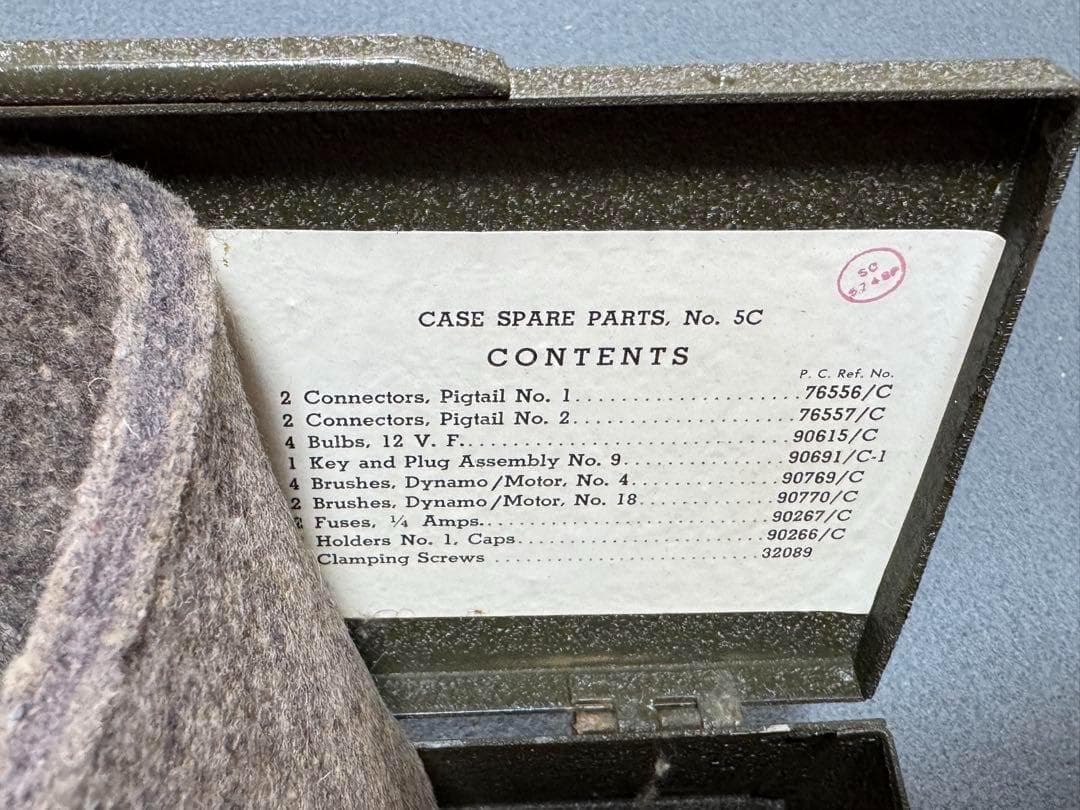 SC
CASE SPARE PARTS, No. 5C
CONTENTS
P. C. Ref. No.
2 Connectors, Pigtail No. 1. 76556/C
2 Connectors, Pigtail No. 2. 76557/C
4 Bulbs, 12 V. F. 90615/C
1 Key and Plug Assembly No. 9. 90691/C-1
4 Brushes, Dynamo/Motor, No. 4. 90769/C
2 Brushes, Dynamo/Motor, No. 18. 90770/C
Fuses, ¼ Amps. 90267/C
Holders No. 1, Caps. 90266/C
Clamping Screws 32089